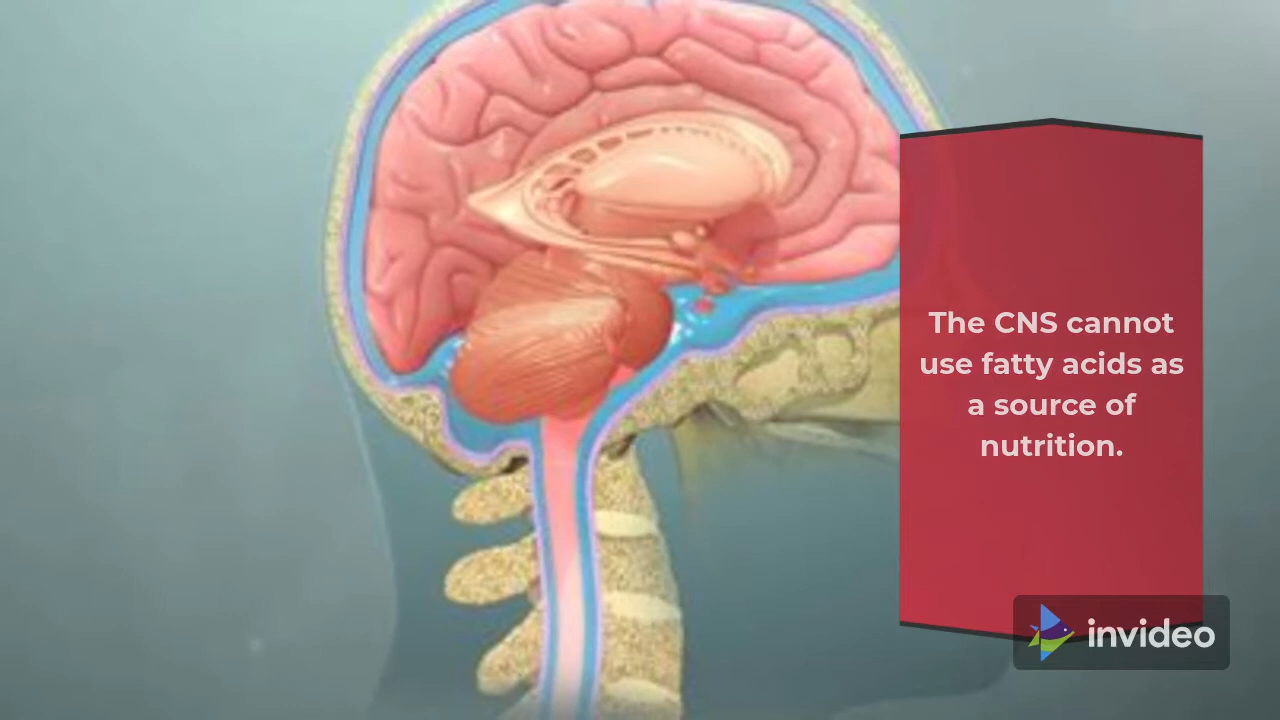 The CNS cannot
use fatty acids as
a source of
nutrition.
invideo